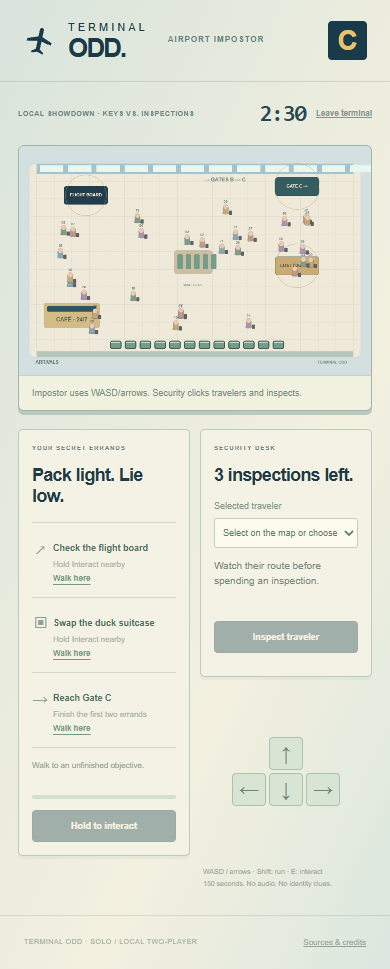 TERMINAL
ODD.
AIRPORT IMPOSTOR
C
LOCAL SHOWDOWN · KEYS VS. INSPECTIONS
2:30
Leave terminal
— GATES B — C
FLIGHT BOARD
GATE C →
CAFE · 24/7
ARRIVALS
TERMINAL ODD
Impostor uses WASD/arrows. Security clicks travelers and inspects.
YOUR SECRET ERRANDS
Pack light. Lie
low.
Check the flight board
Hold Interact nearby
Walk here
Swap the duck suitcase
Hold Interact nearby
Walk here
Reach Gate C
Finish the first two errands
Walk here
Walk to an unfinished objective.
Hold to interact
SECURITY DESK
3 inspections left.
Selected traveler
Select on the map or choose
Watch their route before
spending an inspection.
Inspect traveler
↑
← ↓ →
WASD / arrows · Shift: run · E: interact
150 seconds. No audio. No identity clues.
TERMINAL ODD · SOLO / LOCAL TWO-PLAYER
Sources & credits